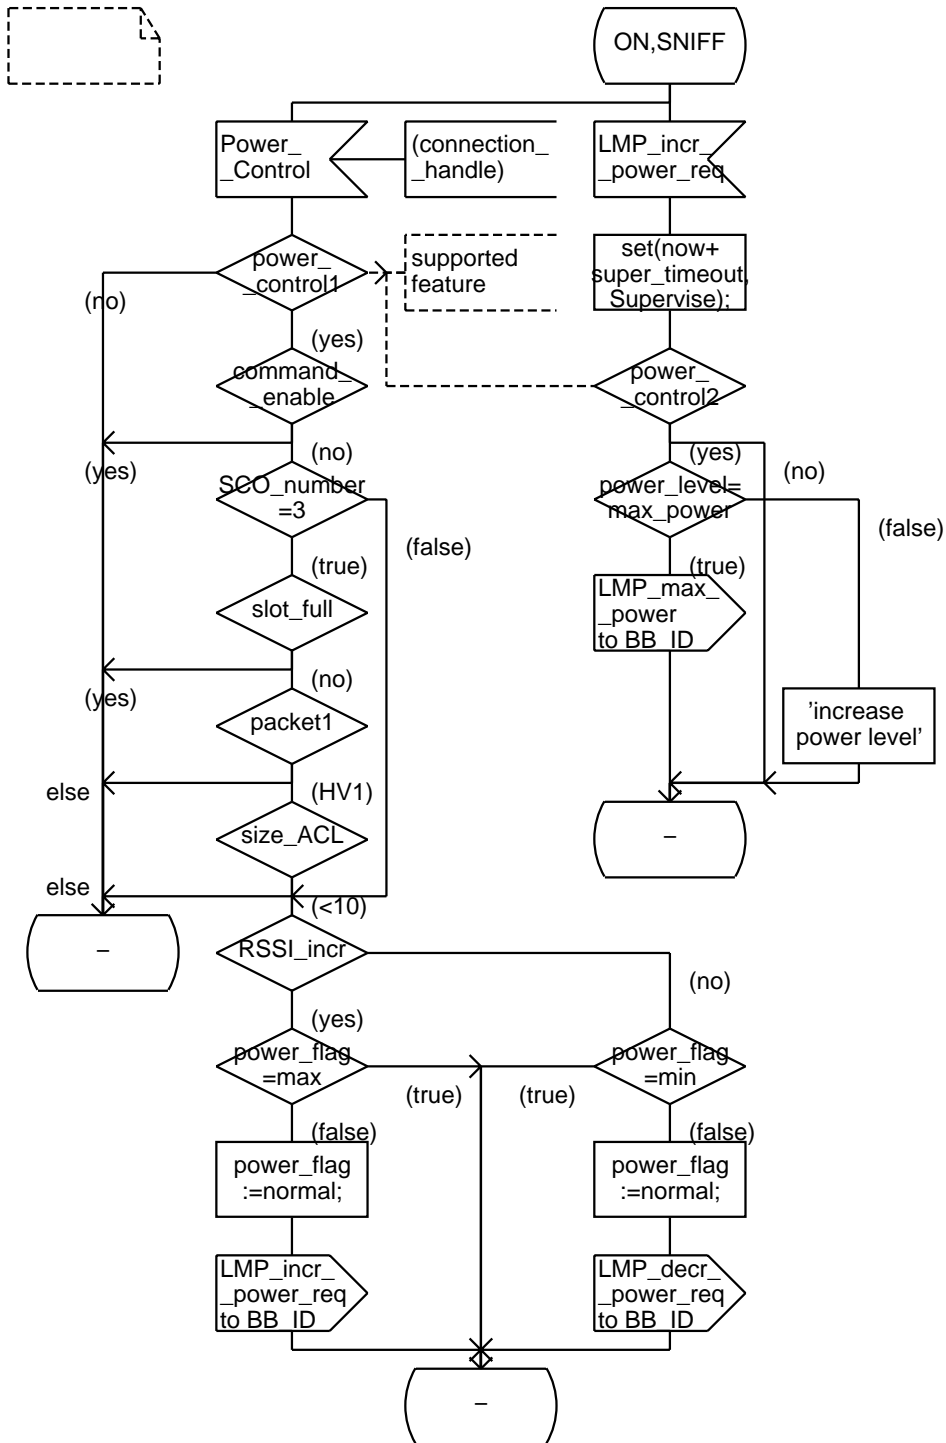 ON,SNIFF
Power_
_Control
(connection_
_handle)
LMP_incr_
_power_req
power_
_control1
supported
feature
set(now+
super_timeout,
Supervise);
(no)
(yes)
command_
_enable
power_
_control2
(yes)
(no)
(yes)
(no)
SCO_number
=3
power_level=
max_power
(false)
(false)
(true)
(true)
slot_full
LMP_max_
_power
to BB_ID
(yes)
(no)
packet1
'increase
power level'
else
(HV1)
size_ACL
–
else
(<10)
–
RSSI_incr
(no)
(yes)
power_flag
=max
power_flag
=min
(true)
(true)
(false)
(false)
power_flag
:=normal;
power_flag
:=normal;
LMP_incr_
_power_req
to BB_ID
LMP_decr_
_power_req
to BB_ID
–